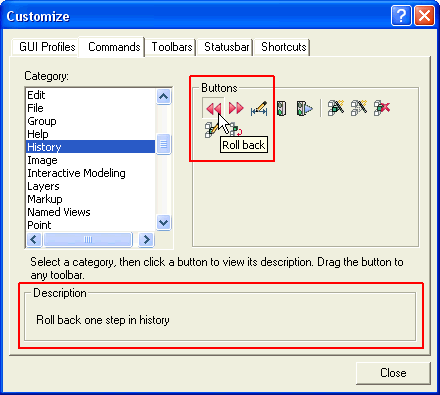 Customize
GUI Profiles Commands Toolbars Statusbar Shortcuts
Category:
Buttons
Edit
File
Group
Help
History
Image
Interactive Modeling
Layers
Markup
Named Views
Point
Roll back
Select a category, then click a button to view its description. Drag the button to
any toolbar.
Description
Roll back one step in history
Close